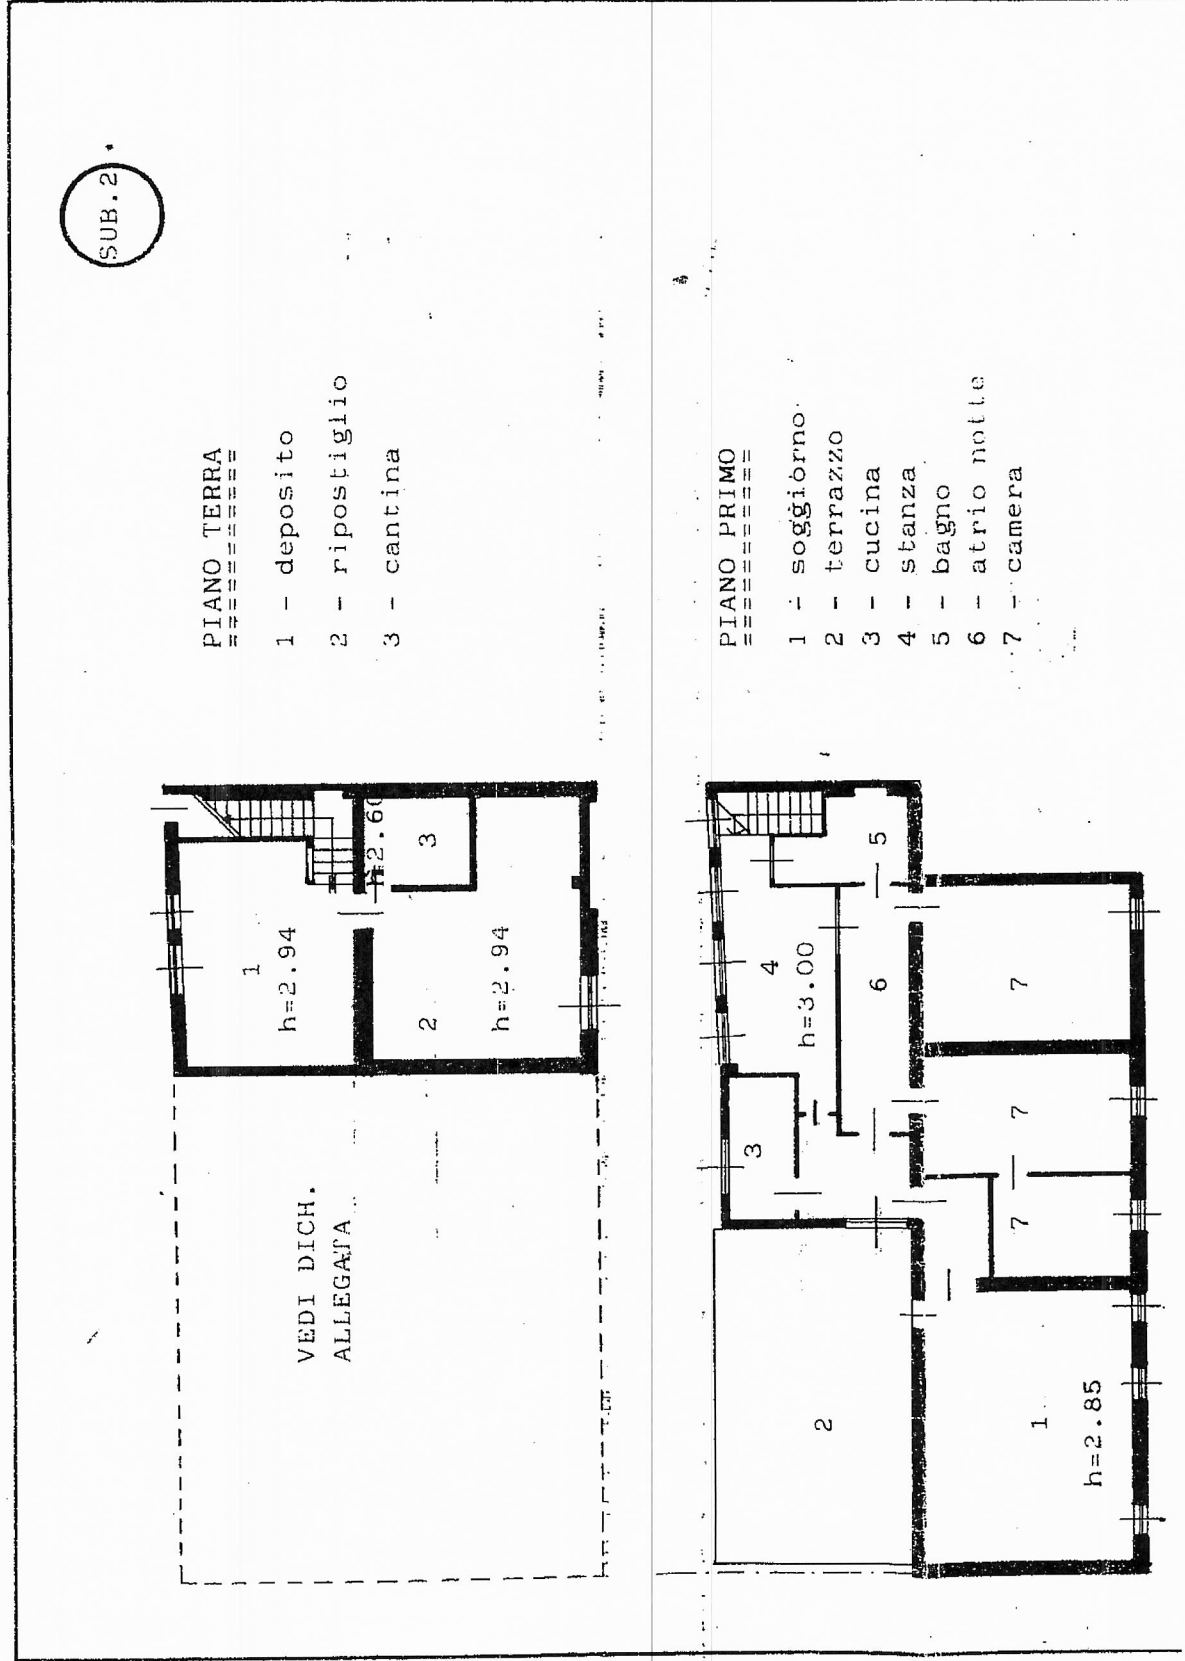 SUB.2
PIANO TERRA
===========
1 - deposito
2 - ripostiglio
3 - cantina
1
h=2.94
h=2.60
3
2
h=2.94
VEDI DICH.
ALLEGATA
PIANO PRIMO
===========
1 - soggiorno
2 - terrazzo
3 - cucina
4 - stanza
5 - bagno
6 - atrio notte
7 - camera
5
4
h=3.00
6
7
3
7
7
2
1
h=2.85